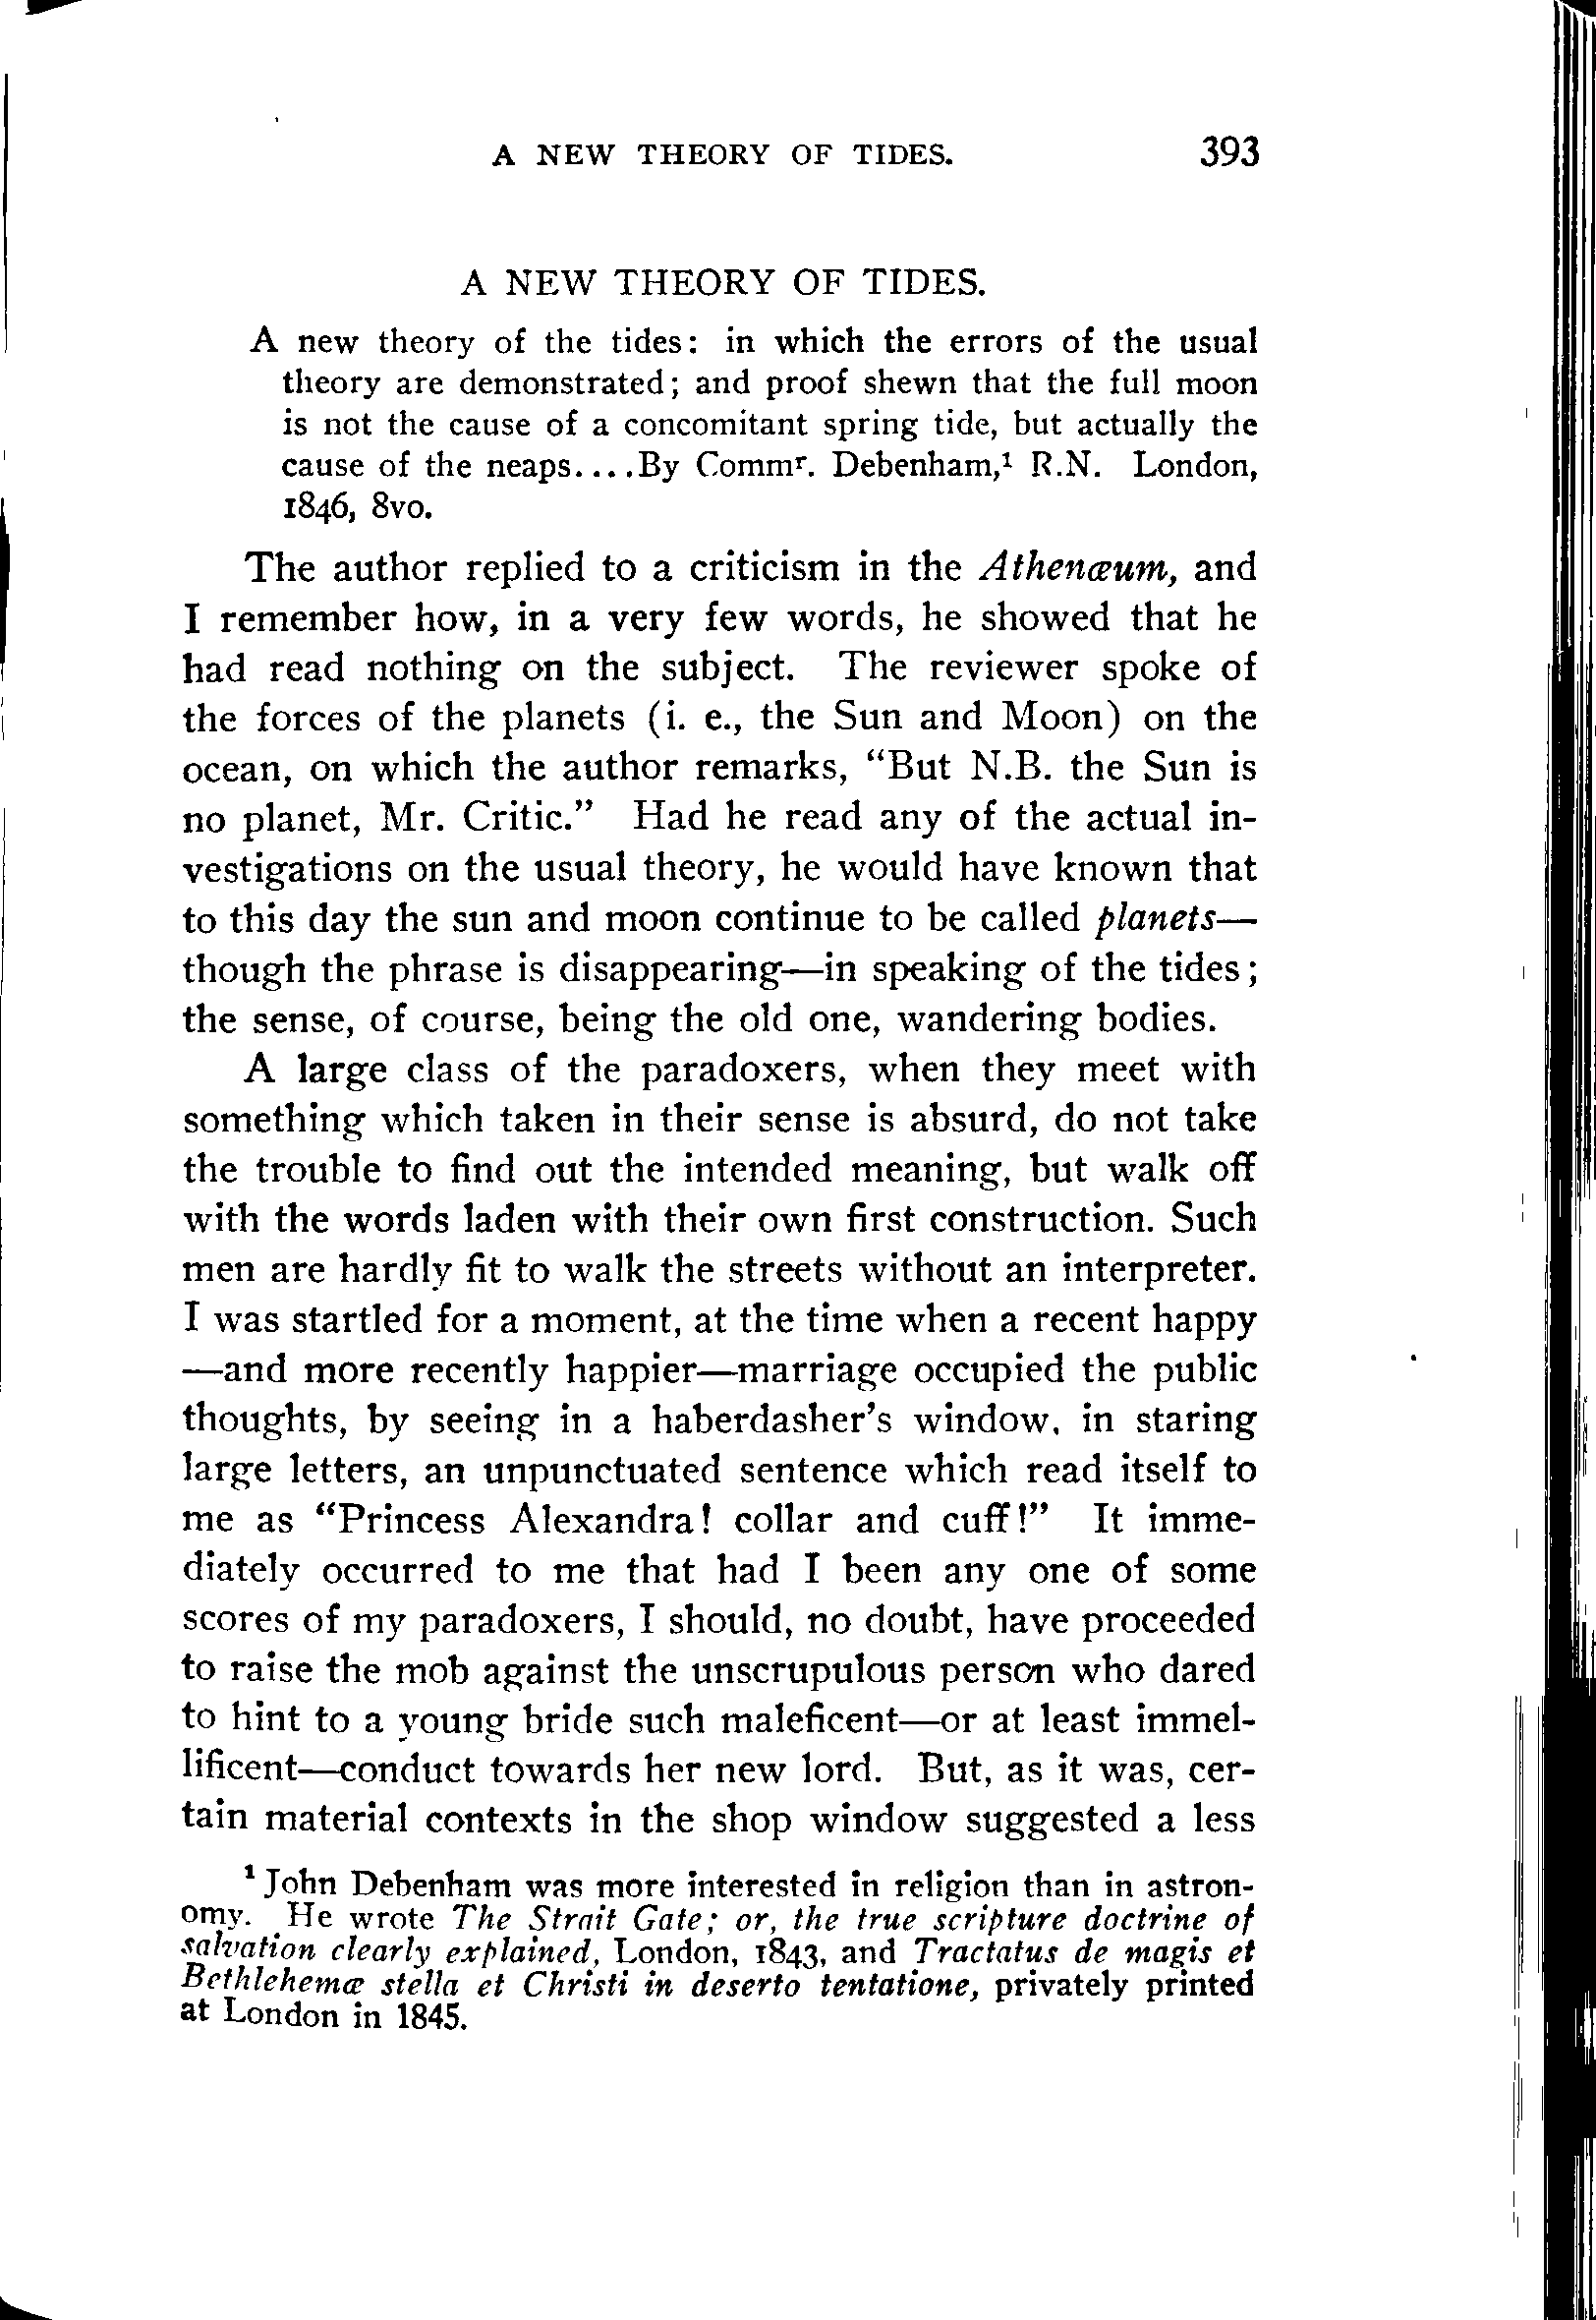 A NEW THEORY OF TIDES. 393
A NEW THEORY OF TIDES.
A new theory of the tides: in which the errors of the usual
theory are demonstrated; and proof shewn that the full moon
is not the cause of a concomitant spring tide, but actually the
cause of the neaps....By Commʳ. Debenham,¹ R.N. London,
1846, 8vo.
The author replied to a criticism in the Athenæum, and
I remember how, in a very few words, he showed that he
had read nothing on the subject. The reviewer spoke of
the forces of the planets (i. e., the Sun and Moon) on the
ocean, on which the author remarks, "But N.B. the Sun is
no planet, Mr. Critic." Had he read any of the actual in-
vestigations on the usual theory, he would have known that
to this day the sun and moon continue to be called planets—
though the phrase is disappearing—in speaking of the tides;
the sense, of course, being the old one, wandering bodies.
A large class of the paradoxers, when they meet with
something which taken in their sense is absurd, do not take
the trouble to find out the intended meaning, but walk off
with the words laden with their own first construction. Such
men are hardly fit to walk the streets without an interpreter.
I was startled for a moment, at the time when a recent happy
—and more recently happier—marriage occupied the public
thoughts, by seeing in a haberdasher's window, in staring
large letters, an unpunctuated sentence which read itself to
me as "Princess Alexandra! collar and cuff!" It imme-
diately occurred to me that had I been any one of some
scores of my paradoxers, I should, no doubt, have proceeded
to raise the mob against the unscrupulous person who dared
to hint to a young bride such maleficent—or at least immel-
lificent—conduct towards her new lord. But, as it was, cer-
tain material contexts in the shop window suggested a less
¹ John Debenham was more interested in religion than in astron-
omy. He wrote The Strait Gate; or, the true scripture doctrine of
salvation clearly explained, London, 1843, and Tractatus de magis et
Bethlehemæ stella et Christi in deserto tentatione, privately printed
at London in 1845.